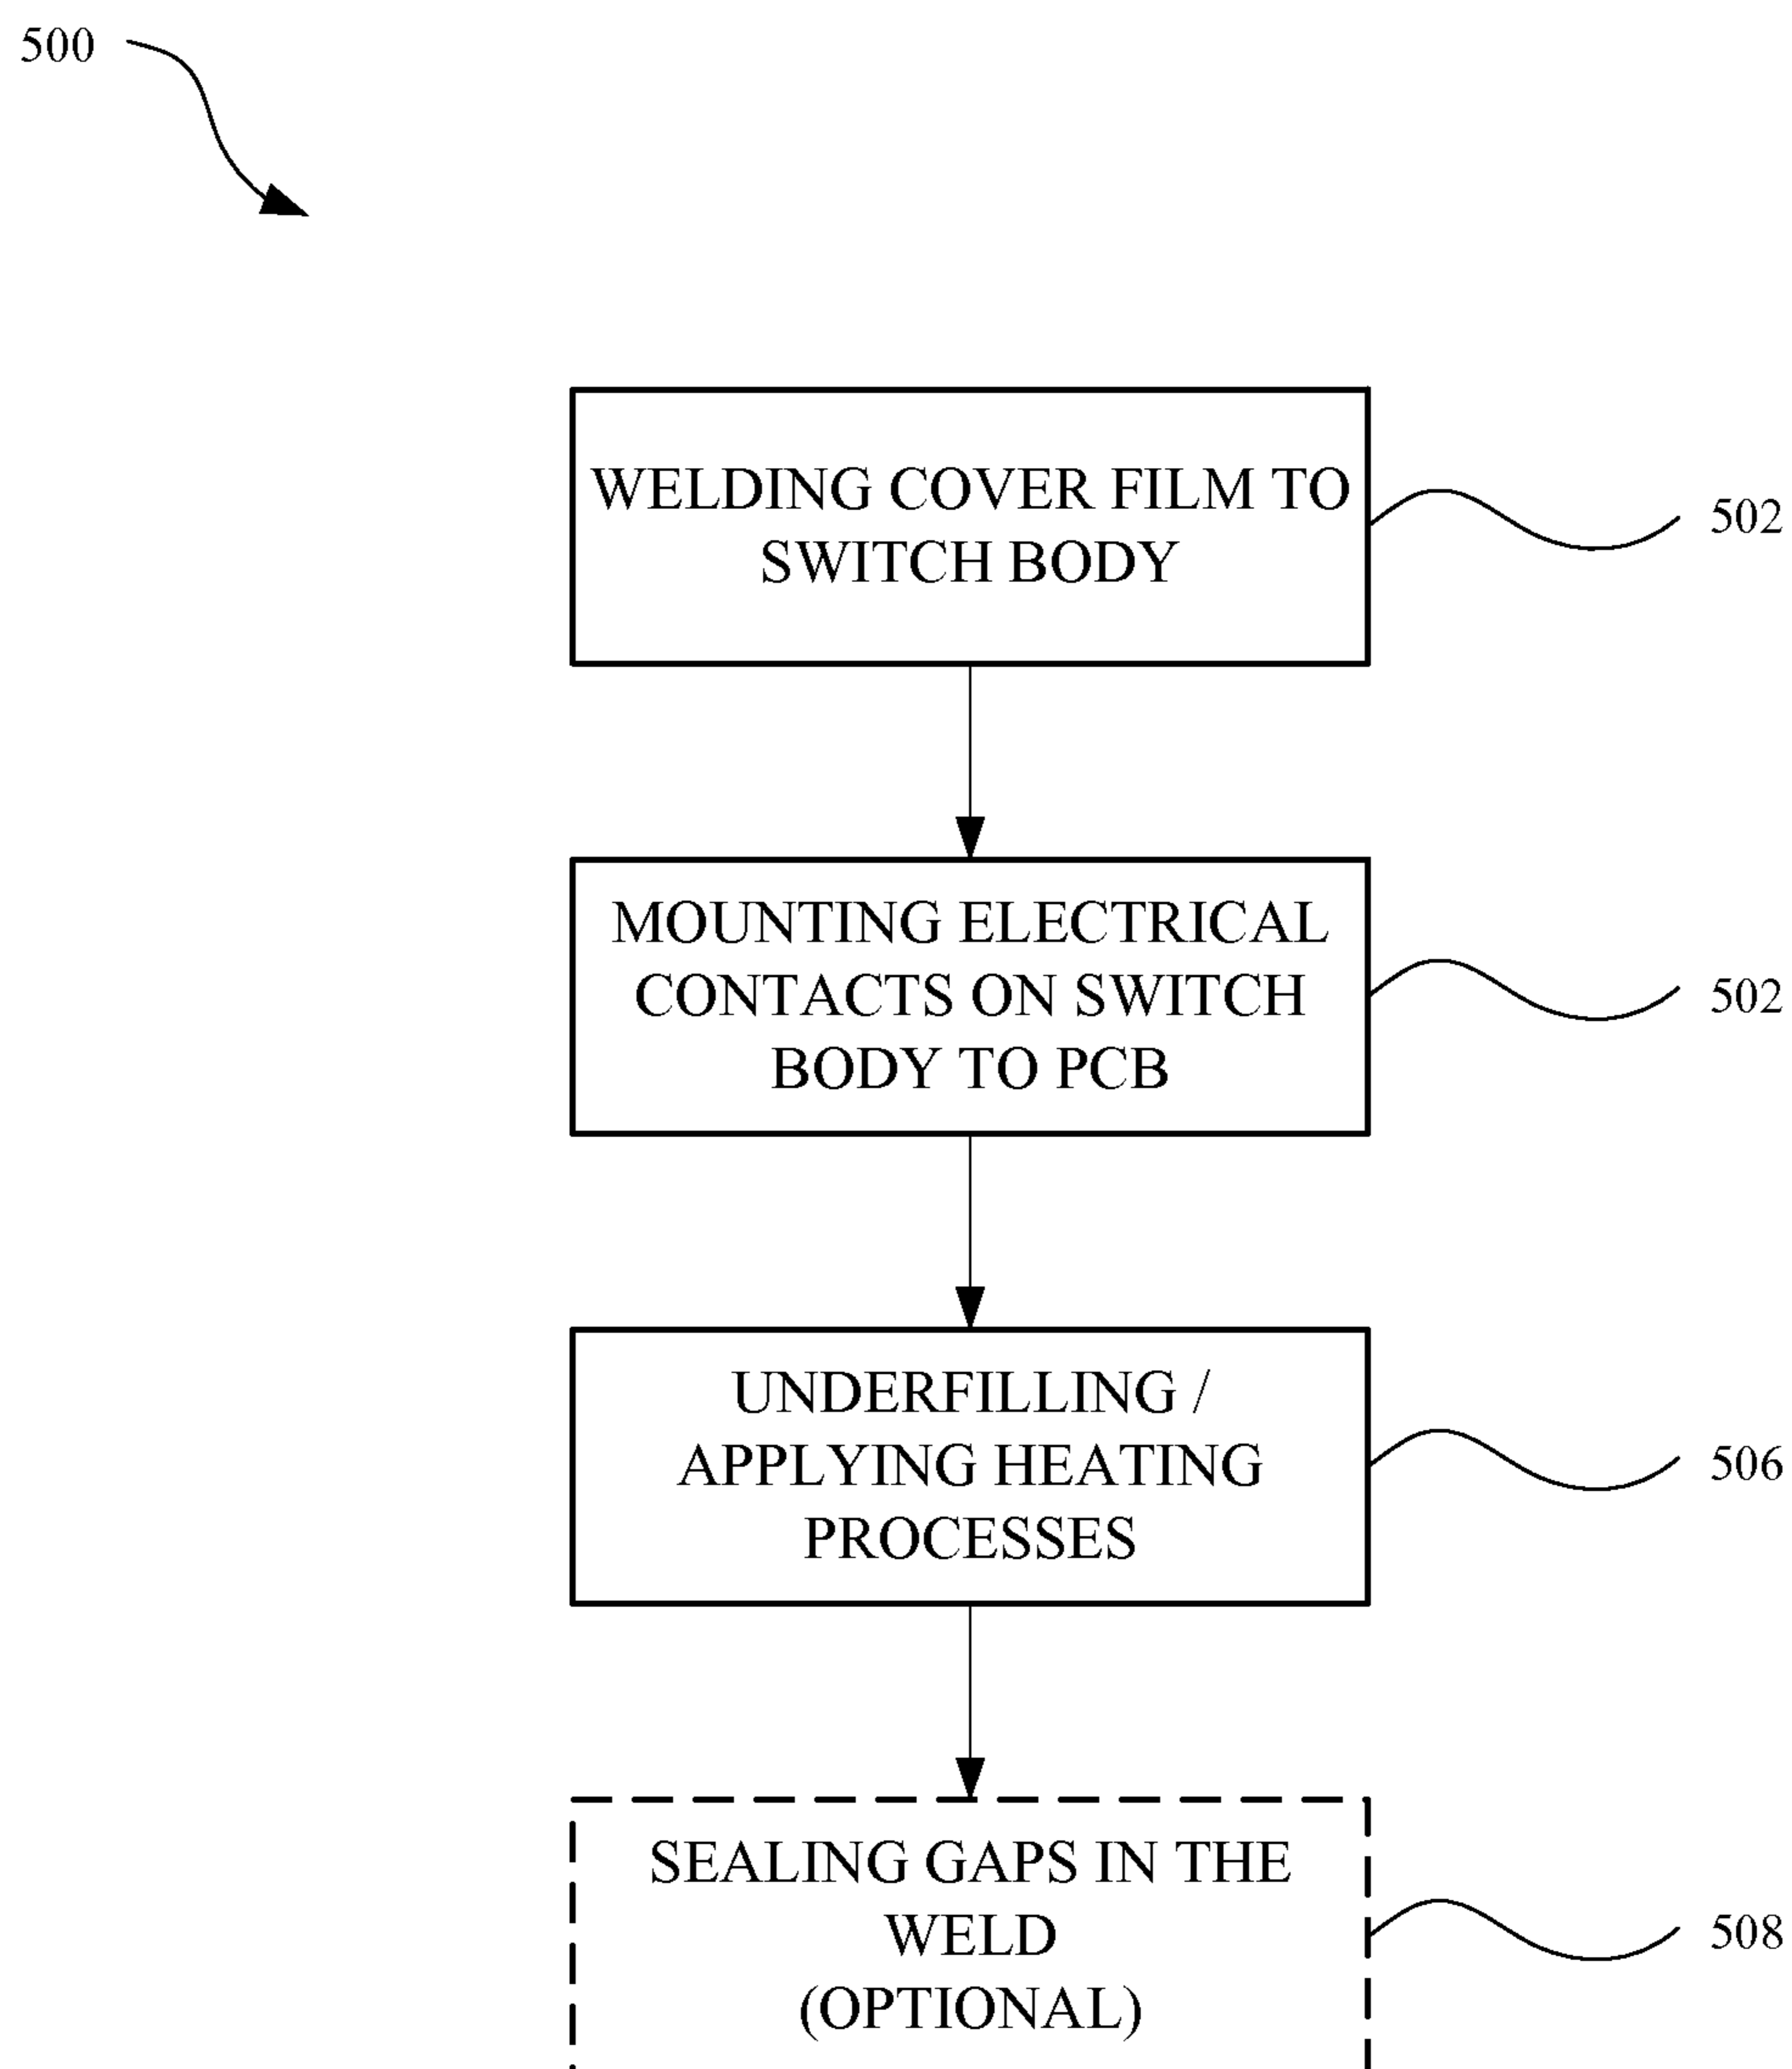 500
WELDING COVER FILM TO
SWITCH BODY
502
MOUNTING ELECTRICAL
CONTACTS ON SWITCH
BODY TO PCB
502
UNDERFILLING /
APPLYING HEATING
PROCESSES
506
SEALING GAPS IN THE
WELD
(OPTIONAL)
508